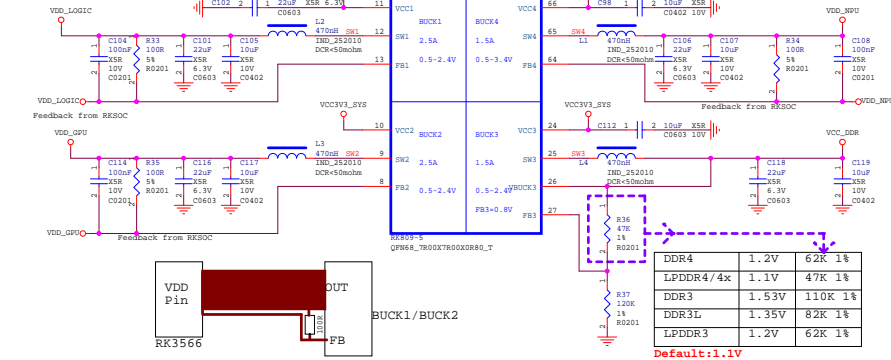 VDD_LOGIC
C102 2 1 22uF X5R 6.3V
C0603
11 VCC1
VCC4 66
C98 1 2 10uF X5R
C0402 10V
VDD_NPU
C104
100nF
X5R
10V
C0201
R33
100R
5%
R0201
C101
22uF
X5R
6.3V
C0603
C105
10uF
X5R
10V
C0402
L2
470nH SW1
IND_252010
DCR<50mohm
12 SW1
13 FB1
BUCK1
2.5A
0.5-2.4V
BUCK4
1.5A
0.5-3.4V
SW4 65
FB4 64
SW4
L1 470nH
IND_252010
DCR<50mohm
C106
22uF
X5R
6.3V
C0603
C107
10uF
X5R
10V
C0402
R34
100R
5%
R0201
C108
100nF
X5R
10V
C0201
VDD_LOGIC
Feedback from RKSOC
Feedback from RKSOC
VDD_NPU
VDD_GPU
VCC3V3_SYS
10 VCC2
BUCK2
2.5A
0.5-2.4V
BUCK3
1.5A
0.5-2.4V
FB3=0.8V
VCC3 24
VCC3V3_SYS
C112 1 2 10uF X5R
C0603 10V
VCC_DDR
C114
100nF
X5R
10V
C0201
R35
100R
5%
R0201
C116
22uF
X5R
6.3V
C0603
C117
10uF
X5R
10V
C0402
L3
470nH SW2
IND_252010
DCR<50mohm
9 SW2
8 FB2
SW3 25
VBUCK3 26
FB3 27
SW3
L4 470nH
IND_252010
DCR<50mohm
C118
22uF
X5R
6.3V
C0603
C119
10uF
X5R
10V
C0402
VDD_GPU
Feedback from RKSOC
RK809-5
QFN68_7R00X7R00X0R80_T
R36
47K
1%
R0201
R37
120K
1%
R0201
VDD
Pin
OUT
100R
FB
RK3566
BUCK1/BUCK2
DDR4 1.2V 62K 1%
LPDDR4/4x 1.1V 47K 1%
DDR3 1.53V 110K 1%
DDR3L 1.35V 82K 1%
LPDDR3 1.2V 62K 1%
Default:1.1V